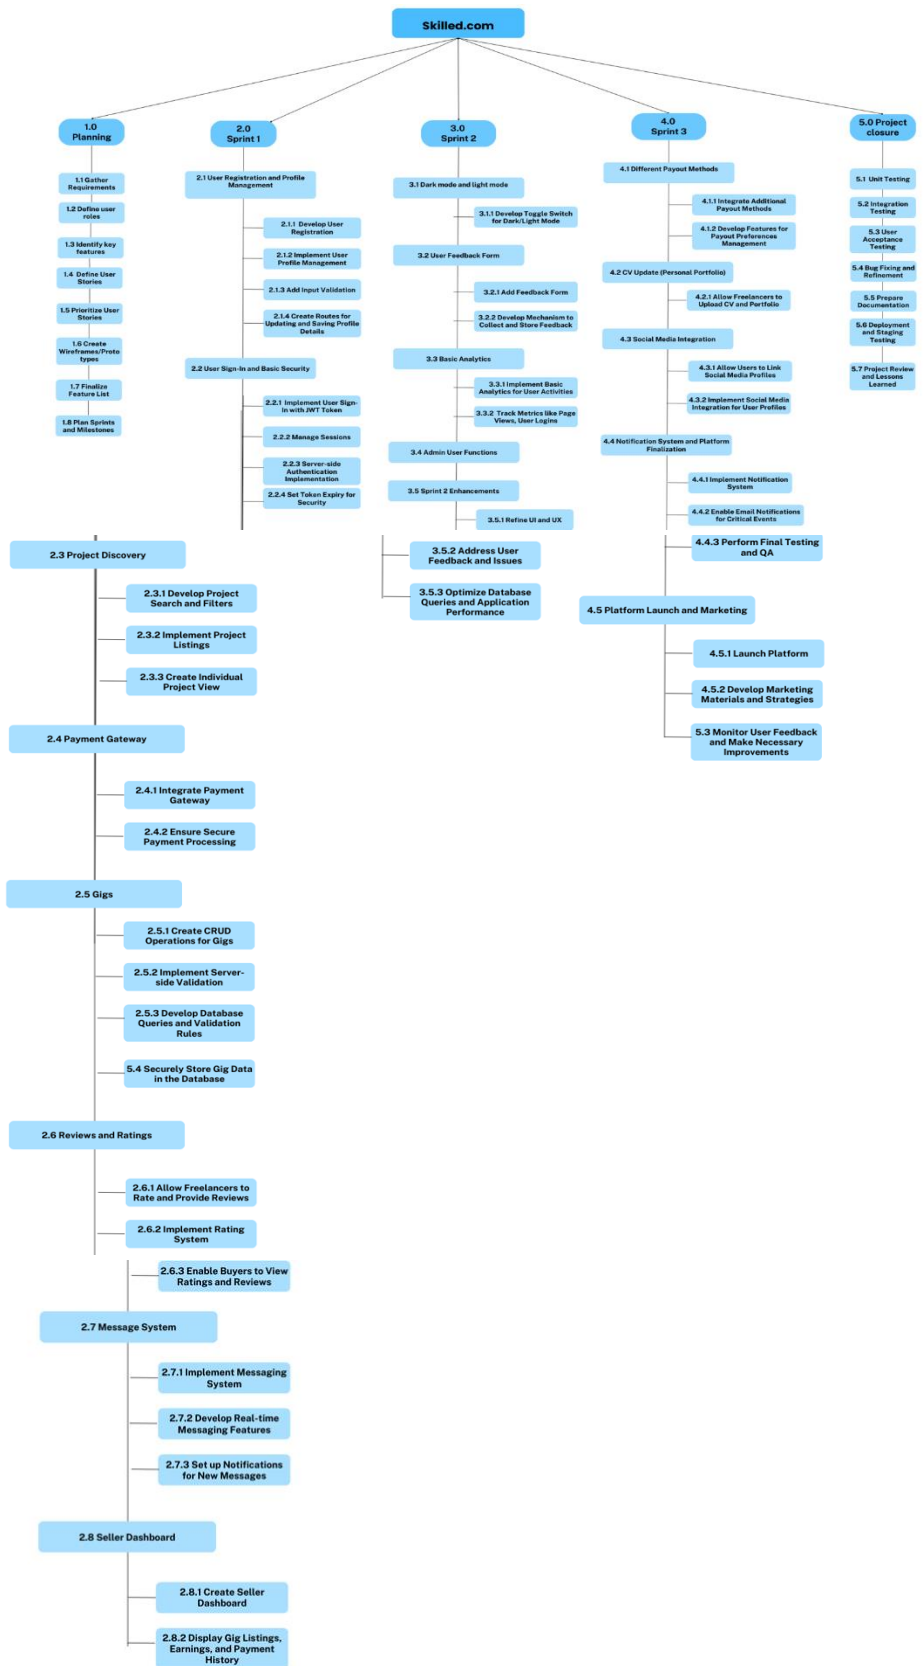 Skilled.com
1.0
Planning
1.1 Gather
Requirements
1.2 Define user
roles
1.3 Identify key
features
1.4 Define User
Stories
1.5 Prioritize User
Stories
1.6 Create
Wireframes/Proto
types
1.7 Finalize
Feature List
1.8 Plan Sprints
and Milestones
2.0
Sprint 1
2.1 User Registration and Profile
Management
2.1.1 Develop User
Registration
2.1.2 Implement User
Profile Management
2.1.3 Add Input Validation
2.1.4 Create Routes for
Updating and Saving Profile
Details
2.2 User Sign-In and Basic Security
2.2.1 Implement User Sign-
In with JWT Token
2.2.2 Manage Sessions
2.2.3 Server-side
Authentication
Implementation
2.2.4 Set Token Expiry for
Security
3.0
Sprint 2
3.1 Dark mode and light mode
3.1.1 Develop Toggle Switch
for Dark/Light Mode
3.2 User Feedback Form
3.2.1 Add Feedback Form
3.2.2 Develop Mechanism to
Collect and Store Feedback
3.3 Basic Analytics
3.3.1 Implement Basic
Analytics for User Activities
3.3.2 Track Metrics like Page
Views, User Logins
3.4 Admin User Functions
3.5 Sprint 2 Enhancements
3.5.1 Refine UI and UX
4.0
Sprint 3
4.1 Different Payout Methods
4.1.1 Integrate Additional
Payout Methods
4.1.2 Develop Features for
Payout Preferences
Management
4.2 CV Update (Personal Portfolio)
4.2.1 Allow Freelancers to
Upload CV and Portfolio
4.3 Social Media Integration
4.3.1 Allow Users to Link
Social Media Profiles
4.3.2 Implement Social Media
Integration for User Profiles
4.4 Notification System and Platform
Finalization
4.4.1 Implement Notification
System
4.4.2 Enable Email Notifications
for Critical Events
5.0 Project
closure
5.1 Unit Testing
5.2 Integration
Testing
5.3 User
Acceptance
Testing
5.4 Bug Fixing and
Refinement
5.5 Prepare
Documentation
5.6 Deployment
and Staging
Testing
5.7 Project Review
and Lessons
Learned
2.3 Project Discovery
2.3.1 Develop Project
Search and Filters
2.3.2 Implement Project
Listings
2.3.3 Create Individual
Project View
2.4 Payment Gateway
2.4.1 Integrate Payment
Gateway
2.4.2 Ensure Secure
Payment Processing
2.5 Gigs
2.5.1 Create CRUD
Operations for Gigs
2.5.2 Implement Server-
side Validation
2.5.3 Develop Database
Queries and Validation
Rules
5.4 Securely Store Gig Data
in the Database
2.6 Reviews and Ratings
2.6.1 Allow Freelancers to
Rate and Provide Reviews
2.6.2 Implement Rating
System
3.5.2 Address User
Feedback and Issues
3.5.3 Optimize Database
Queries and Application
Performance
4.4.3 Perform Final Testing
and QA
4.5 Platform Launch and Marketing
4.5.1 Launch Platform
4.5.2 Develop Marketing
Materials and Strategies
5.3 Monitor User Feedback
and Make Necessary
Improvements
2.6.3 Enable Buyers to View
Ratings and Reviews
2.7 Message System
2.7.1 Implement Messaging
System
2.7.2 Develop Real-time
Messaging Features
2.7.3 Set up Notifications
for New Messages
2.8 Seller Dashboard
2.8.1 Create Seller
Dashboard
2.8.2 Display Gig Listings,
Earnings, and Payment
History